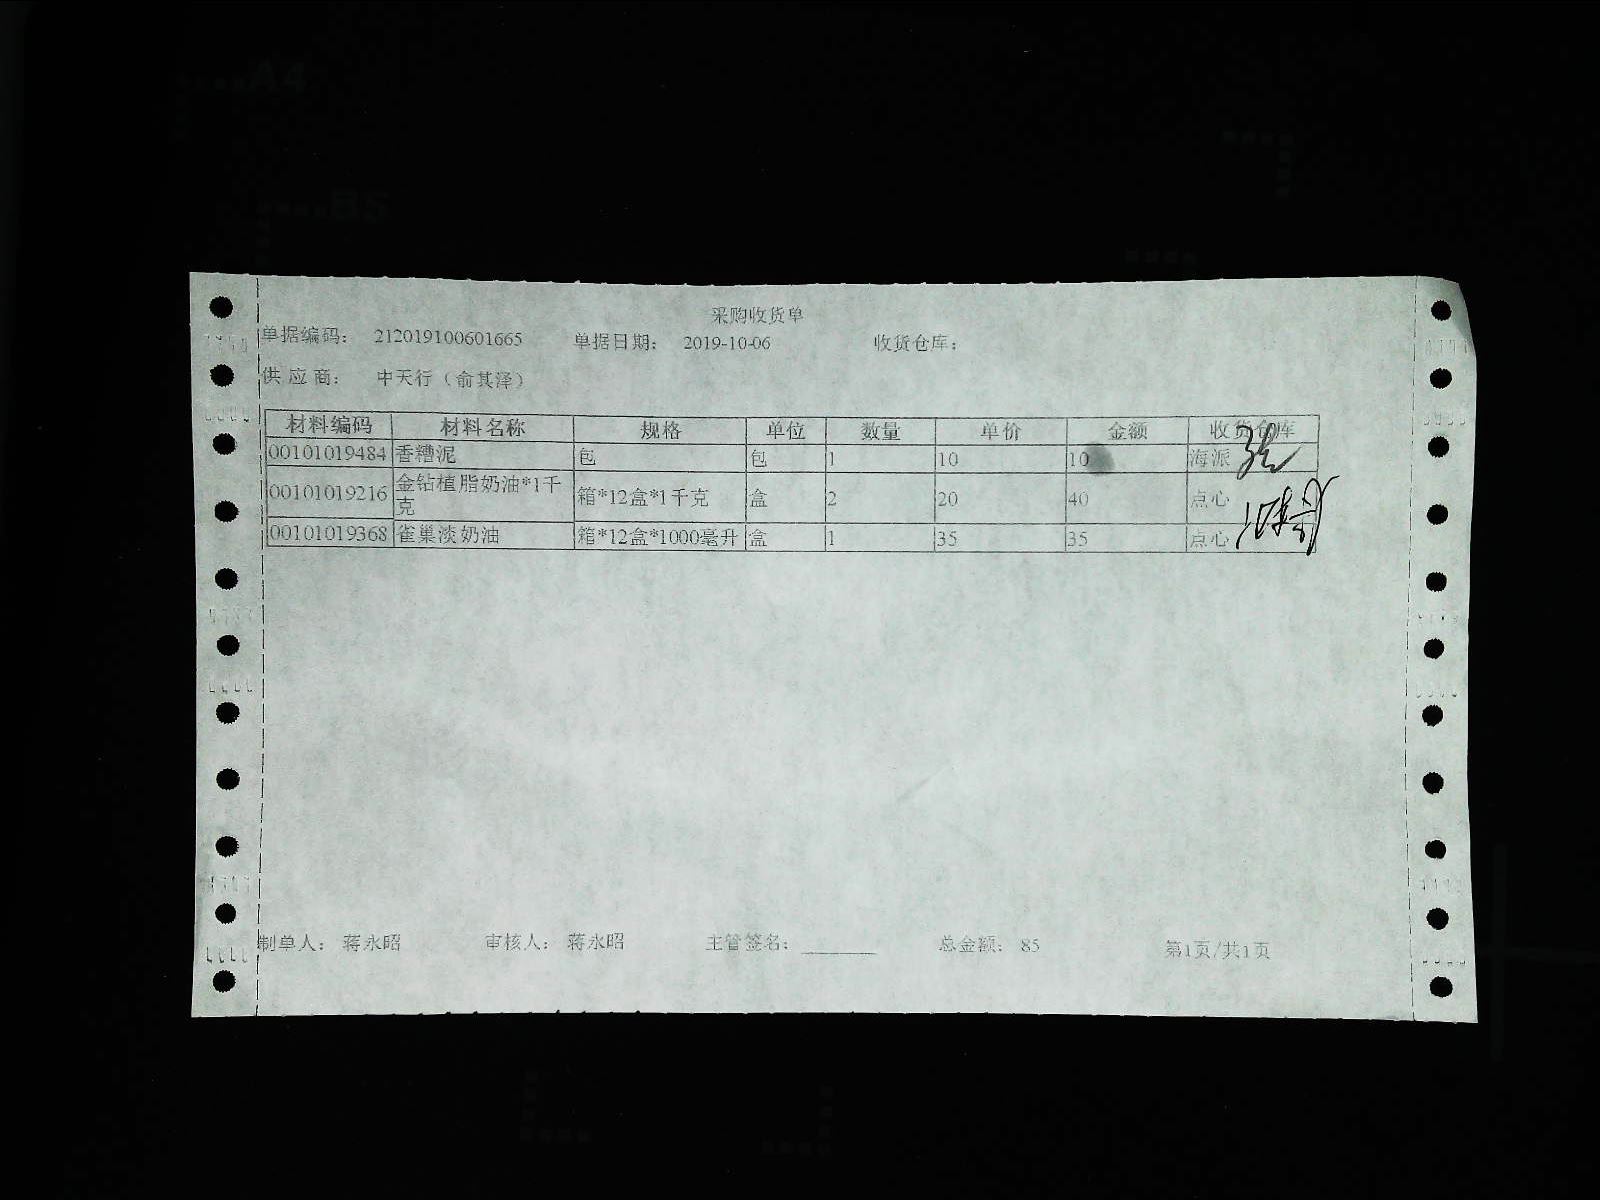 采购收货单
单据编码： 212019100601665 单据日期： 2019-10-06 收货仓库：
供 应 商： 中天行（俞其泽）
材料编码 材料名称 规格 单位 数量 单价 金额 收货仓库
00101019484 香糟泥 包 包 1 10 10 海派
00101019216 金钻植脂奶油*1千克 箱*12盒*1千克 盒 2 20 40 点心
00101019368 雀巢淡奶油 箱*12盒*1000毫升 盒 1 35 35 点心
制单人： 蒋永昭 审核人： 蒋永昭 主管签名： 总金额： 85 第1页/共1页